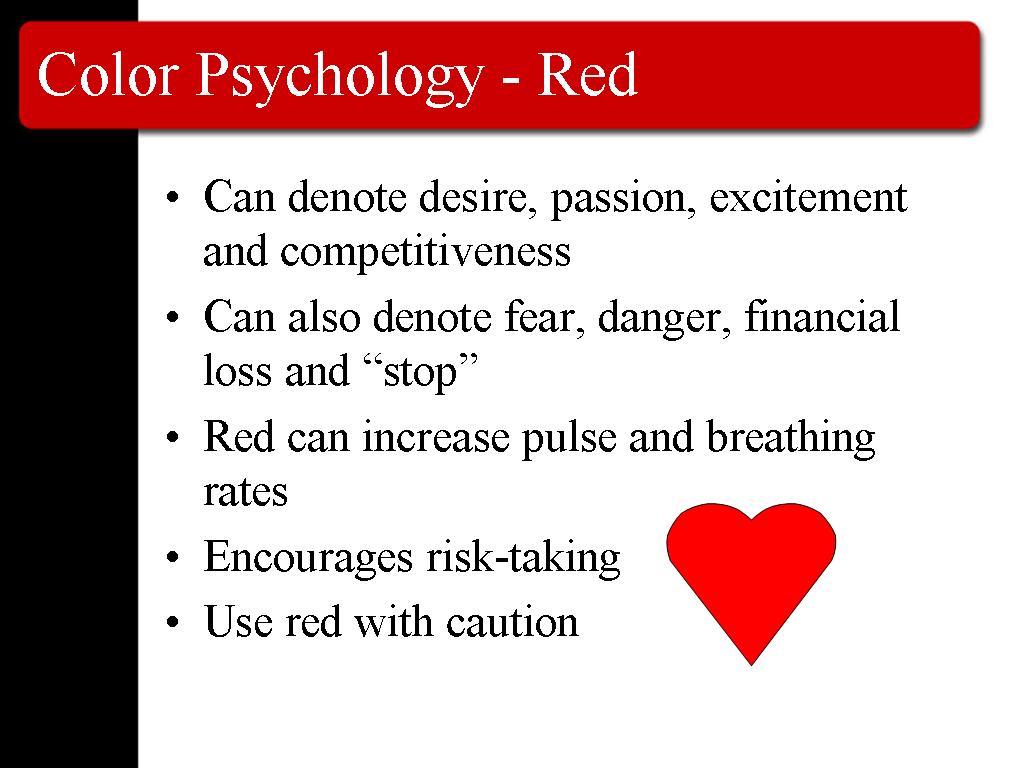 Color Psychology - Red
• Can denote desire, passion, excitement
and competitiveness
• Can also denote fear, danger, financial
loss and “stop”
• Red can increase pulse and breathing
rates
• Encourages risk-taking
• Use red with caution